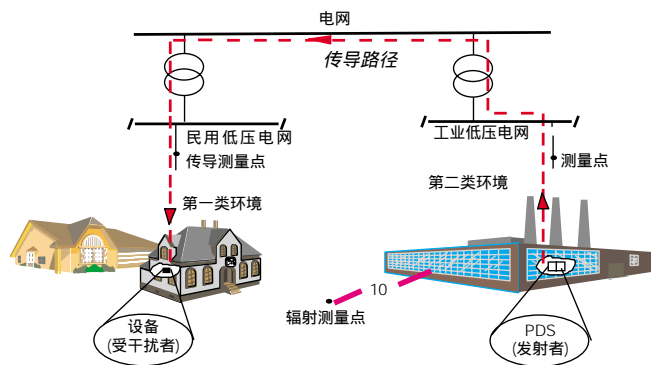 电网
传导路径
民用低压电网
工业低压电网
传导测量点
测量点
第一类环境
第二类环境
10
辐射测量点
设备
(受干扰者)
PDS
(发射者)